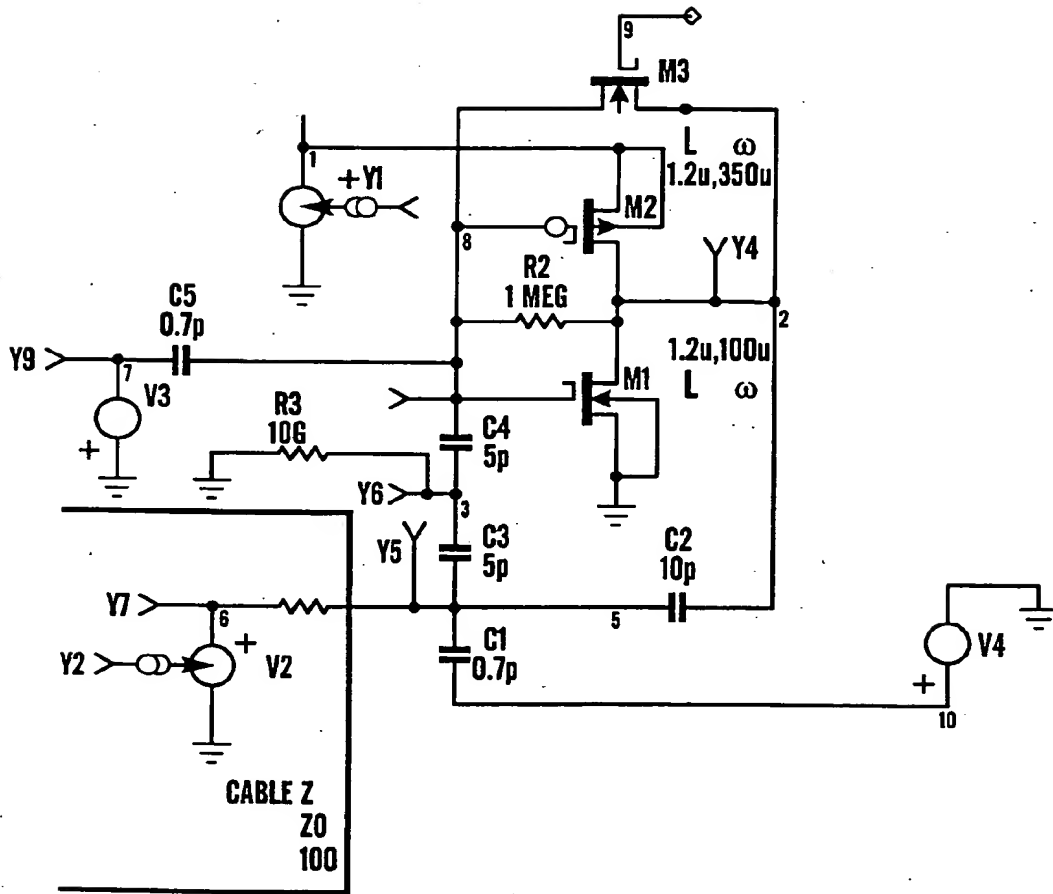 9
M3
L ω
1.2u,350u
1
+ Y1
M2
8
Y4
R2
1 MEG
2
C5
0.7p
Y9
7
V3
+
1.2u,100u
L ω
M1
R3
10G
C4
5p
Y6
3
Y5
C3
5p
C2
10p
Y7
6
+
5
Y2
V2
C1
0.7p
V4
+
10
CABLE Z
ZO
100